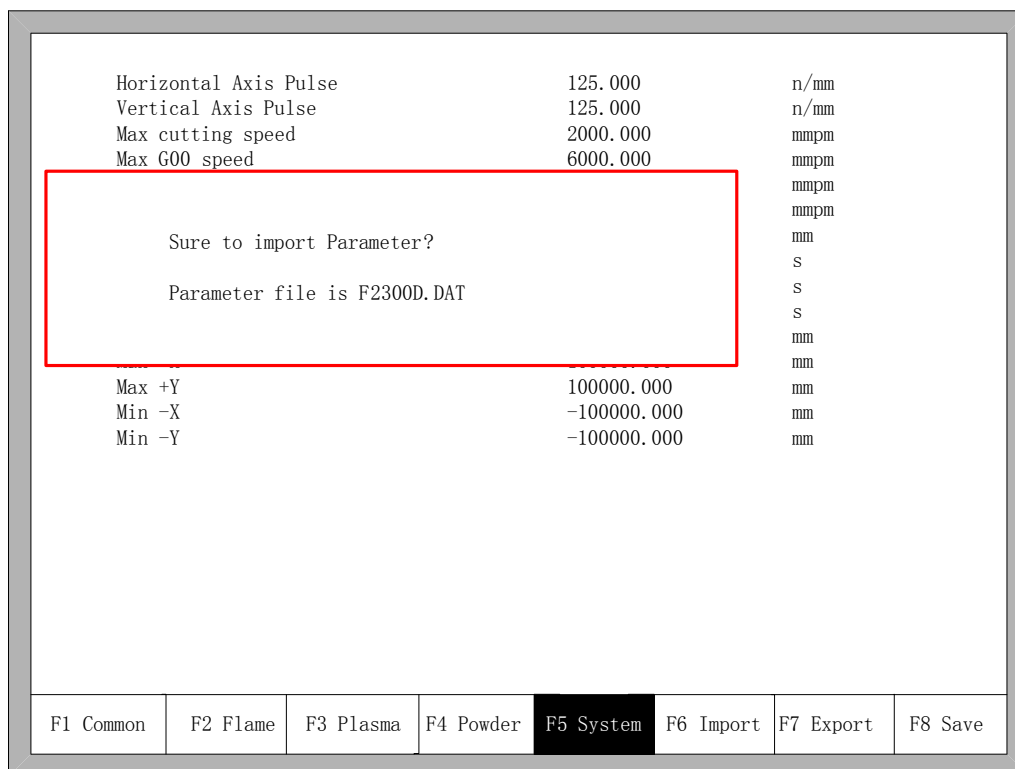 Horizontal Axis Pulse 125.000 n/mm
Vertical Axis Pulse 125.000 n/mm
Max cutting speed 2000.000 mmpm
Max G00 speed 6000.000 mmpm
mmpm
mmpm
Sure to import Parameter? mm
s
Parameter file is F2300D.DAT s
s
mm
mm
Max +Y 100000.000 mm
Min -X -100000.000 mm
Min -Y -100000.000 mm
F1 Common F2 Flame F3 Plasma F4 Powder F5 System F6 Import F7 Export F8 Save